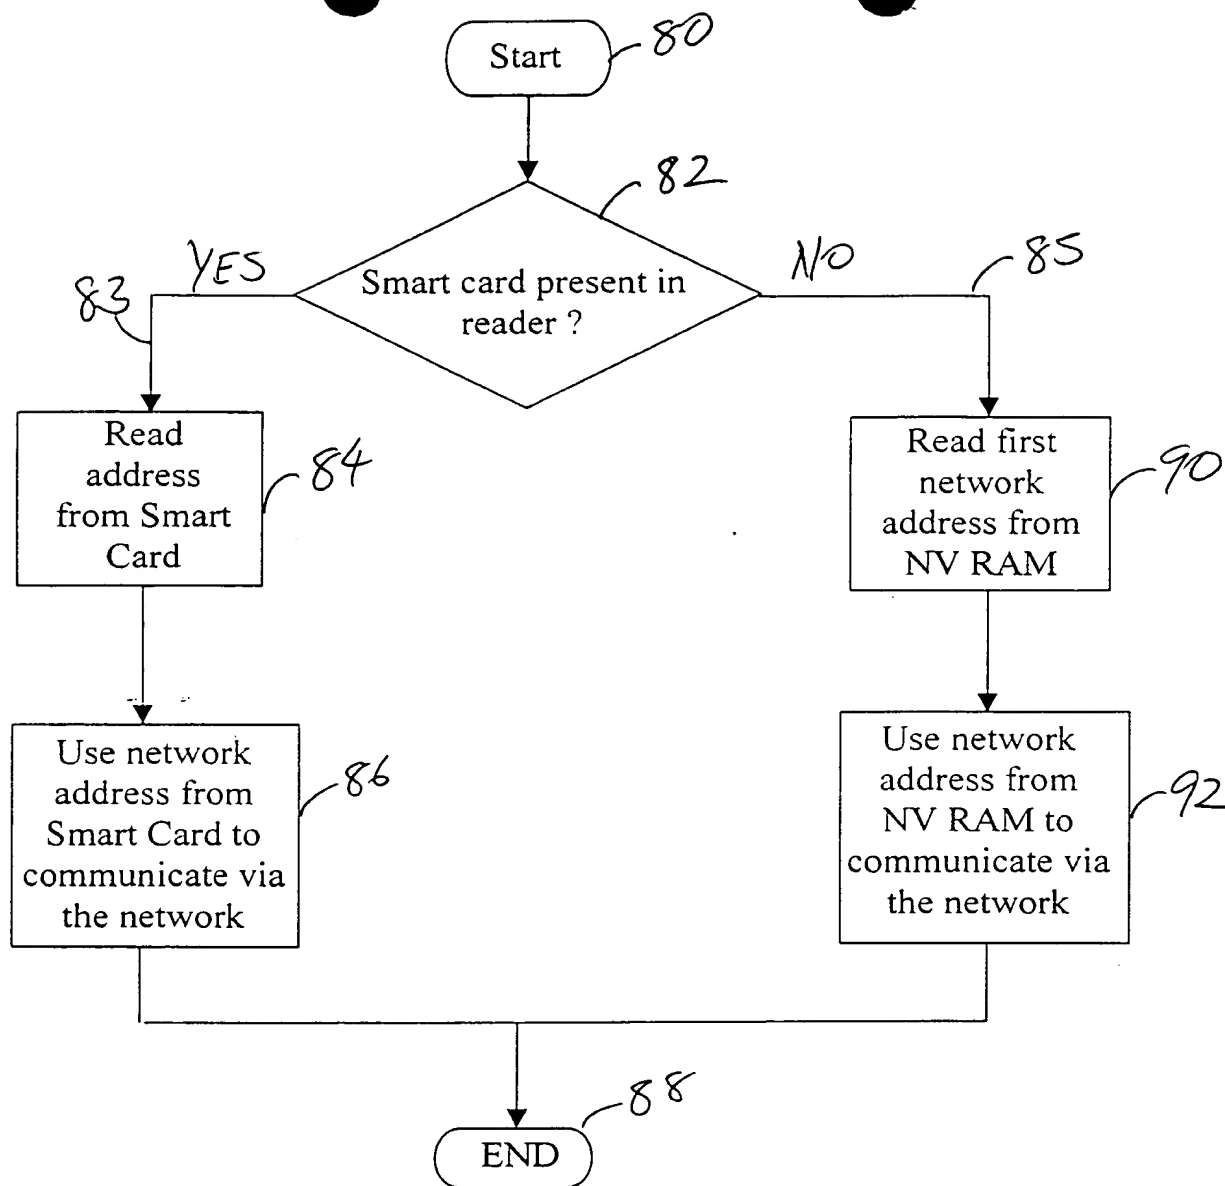 Start
80
82
YES
NO
85
83
Smart card present in
reader ?
Read
address
from Smart
Card
84
Read first
network
address from
NV RAM
90
Use network
address from
Smart Card to
communicate via
the network
86
Use network
address from
NV RAM to
communicate via
the network
92
88
END